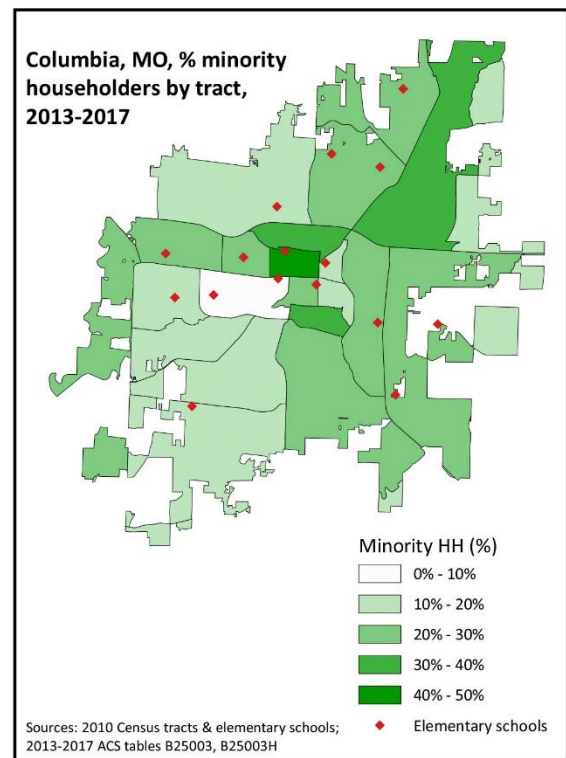 Columbia, MO, % minority
householders by tract,
2013-2017
Minority HH (%)
0% - 10%
10% - 20%
20% - 30%
30% - 40%
40% - 50%
Elementary schools
Sources: 2010 Census tracts & elementary schools;
2013-2017 ACS tables B25003, B25003H